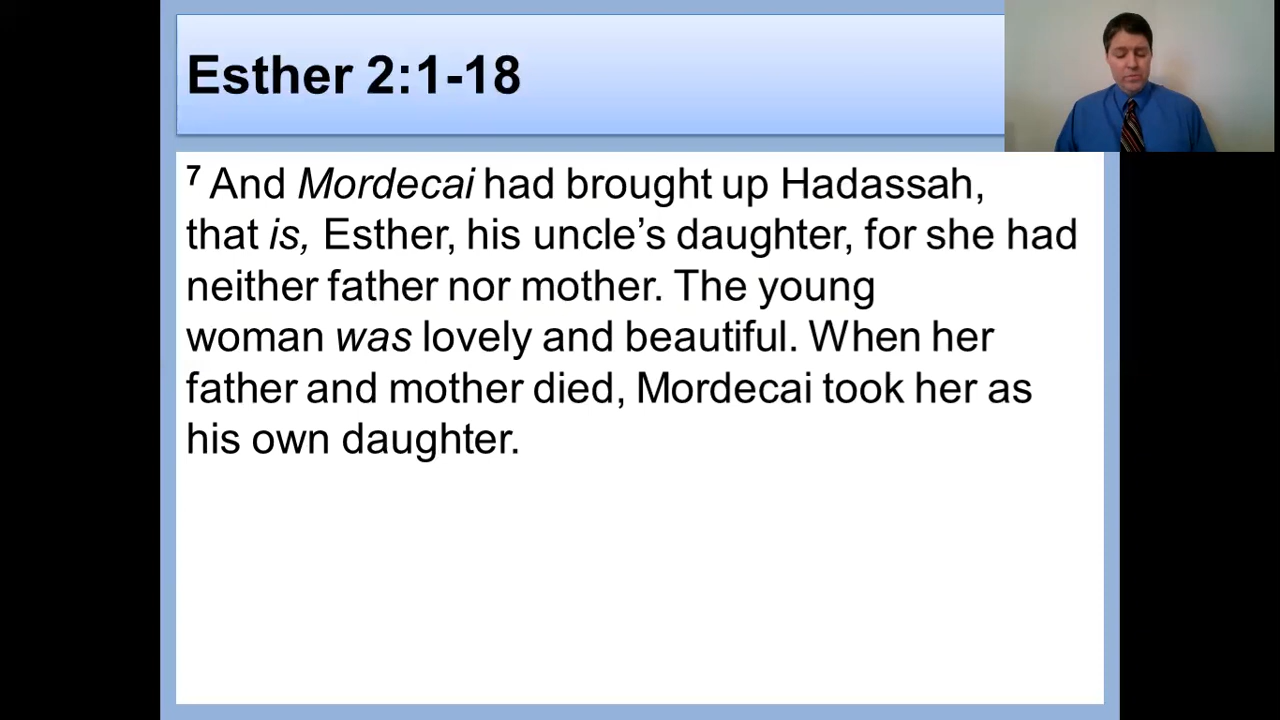 Esther 2:1-18
7 And Mordecai had brought up Hadassah,
that is, Esther, his uncle’s daughter, for she had
neither father nor mother. The young
woman was lovely and beautiful. When her
father and mother died, Mordecai took her as
his own daughter.